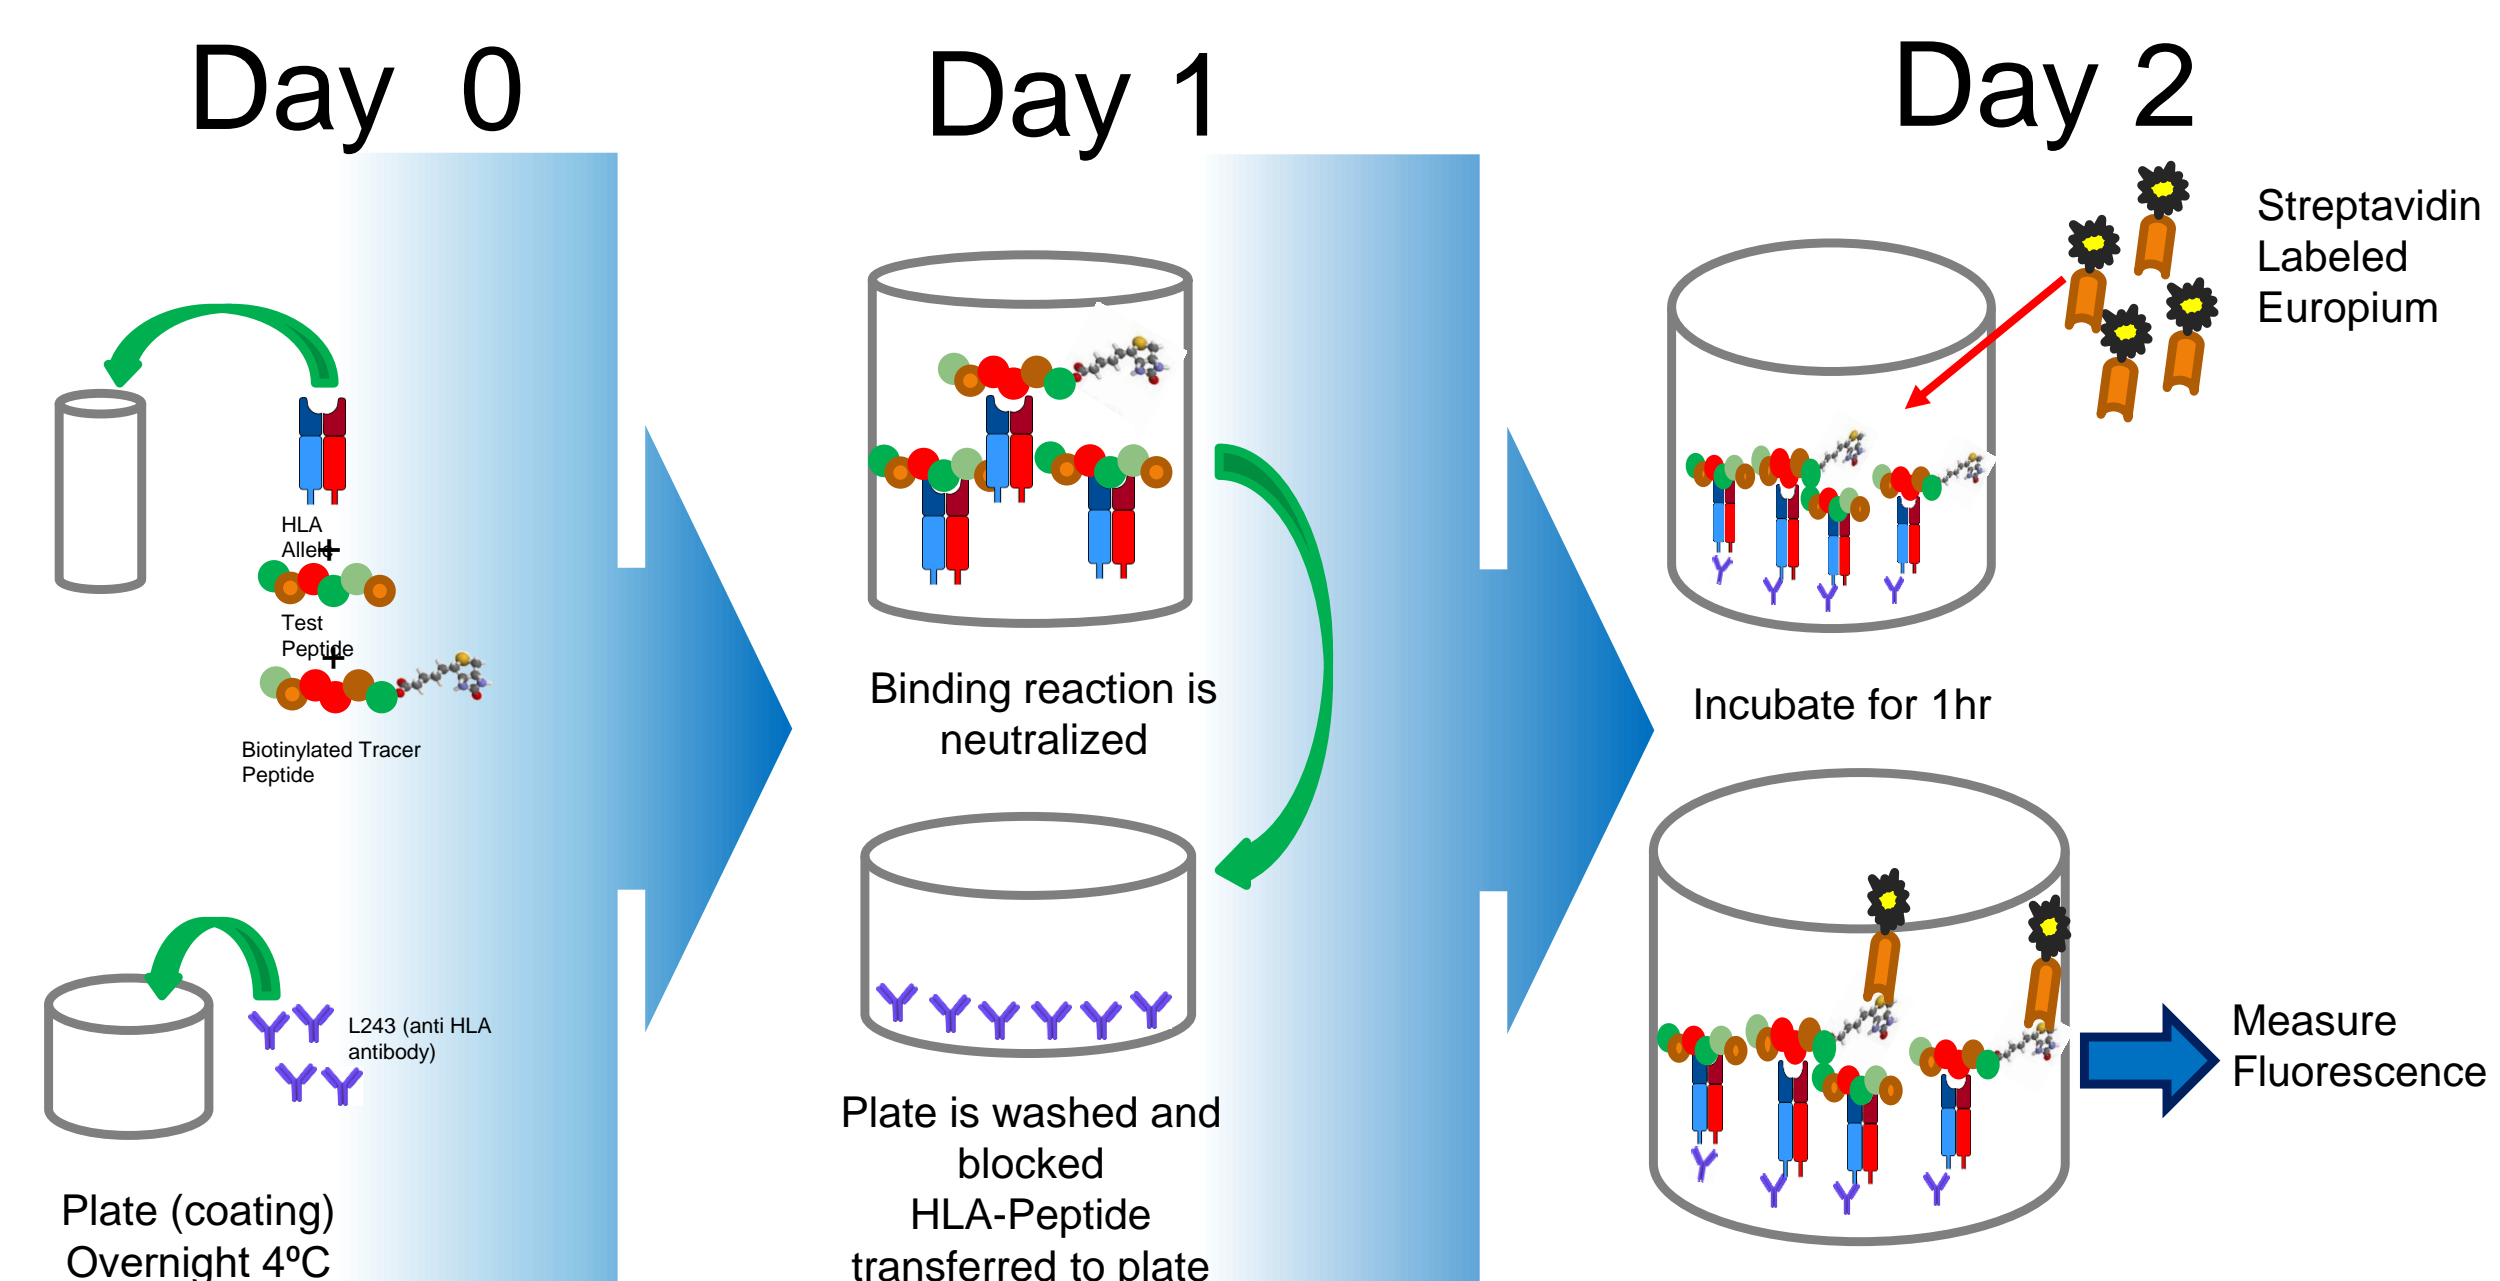 Day 0
HLA
Allele
+
Test
Peptide
+
Biotinylated Tracer
Peptide
L243 (anti HLA
antibody)
Plate (coating)
Overnight 4ºC
Day 1
Binding reaction is
neutralized
Plate is washed and
blocked
HLA-Peptide
transferred to plate
Day 2
Streptavidin
Labeled
Europium
Incubate for 1hr
Measure
Fluorescence